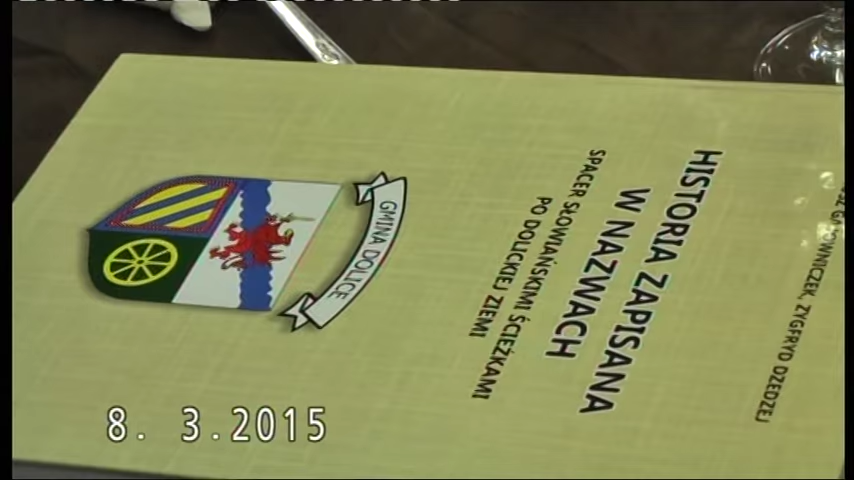 ZYGFRYD DZEDZEJ
HISTORIA ZAPISANA
W NAZWACH
SPACER SŁOWIAŃSKIMI ŚCIEŻKAMI
PO DOLICKIEJ ZIEMI
GMINA DOLICE
8. 3.2015